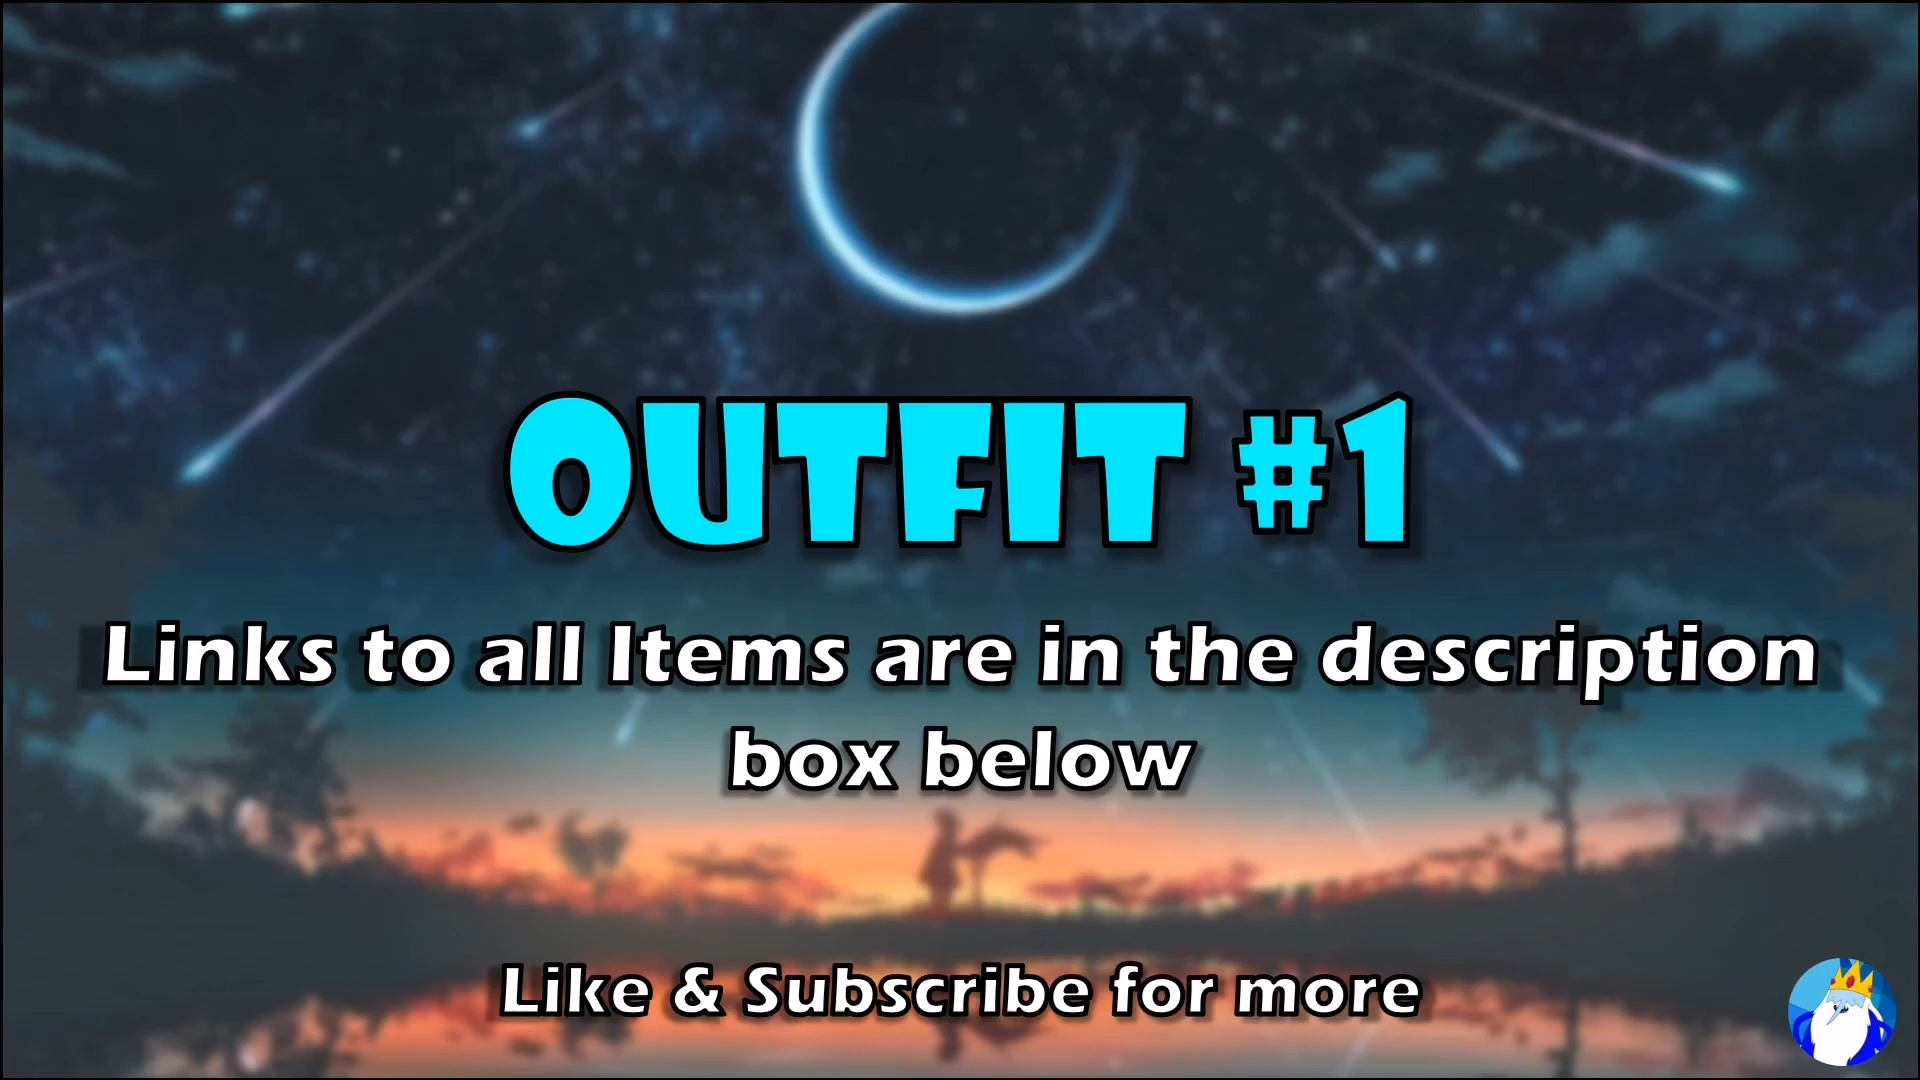 OUTFIT #1
Links to all Items are in the description
box below
Like & Subscribe for more